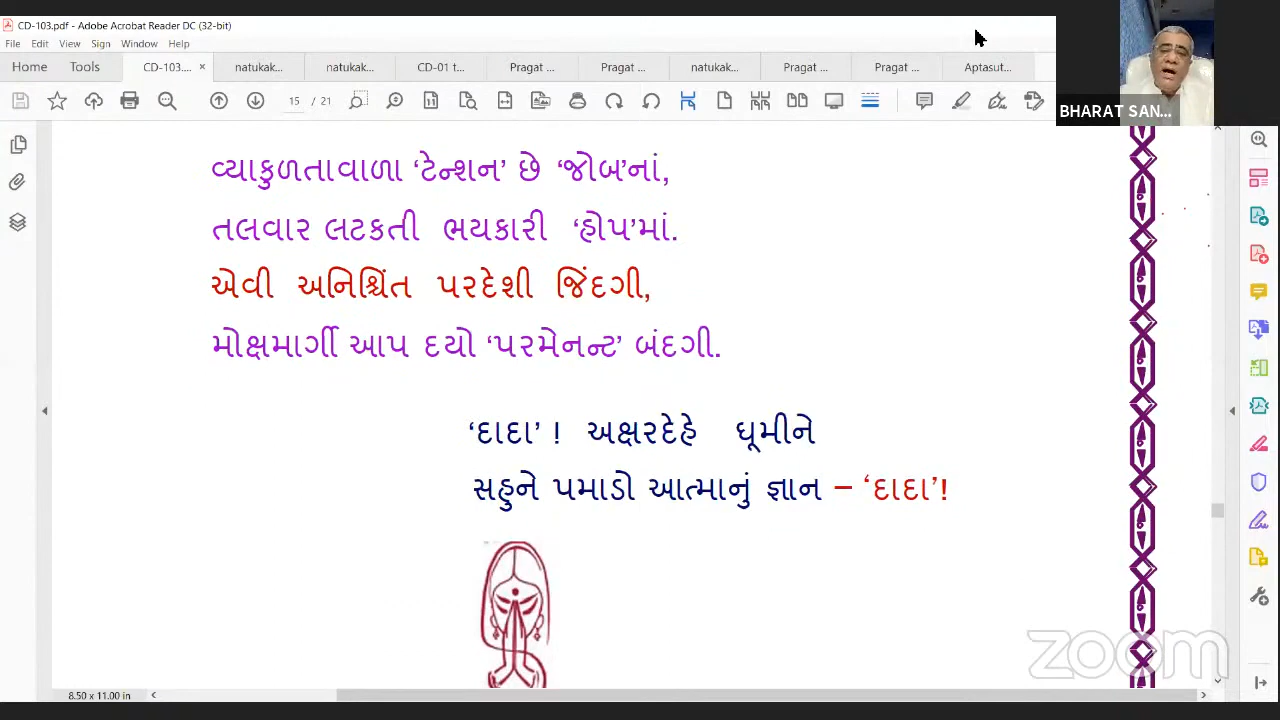 CD-103.pdf - Adobe Acrobat Reader DC (32-bit)
File Edit View Sign Window Help
Home Tools CD-103... × natukak... natukak... CD-01 t... Pragat ... Pragat ... natukak... Pragat ... Pragat ... Aptasut...
15 / 21
BHARAT SAN...
વ્યાકુળતાવાળા ‘ટેન્શન’ છે ‘જોબ’નાં,
તલવાર લટકતી ભયકારી ‘હોપ’માં.
એવી અનિશ્ચિંત પરદેશી જિંદગી,
મોક્ષમાર્ગી આપ દયો ‘પરમેનન્ટ’ બંદગી.
‘દાદા’ ! અક્ષરદેહે ઘૂમીને
સહુને પમાડો આત્માનું જ્ઞાન – ‘દાદા’!
zoom
8.50 x 11.00 in